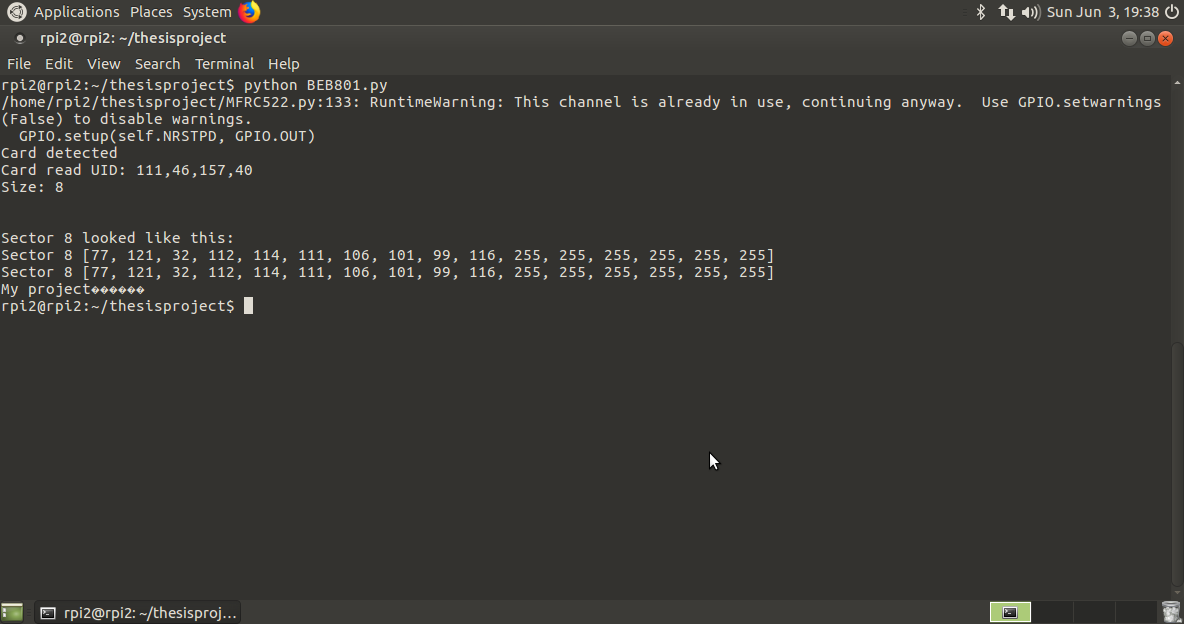 Applications Places System Sun Jun 3, 19:38
rpi2@rpi2: ~/thesisproject
File Edit View Search Terminal Help
rpi2@rpi2:~/thesisproject$ python BEB801.py
/home/rpi2/thesisproject/MFRC522.py:133: RuntimeWarning: This channel is already in use, continuing anyway.  Use GPIO.setwarnings
(False) to disable warnings.
  GPIO.setup(self.NRSTPD, GPIO.OUT)
Card detected
Card read UID: 111,46,157,40
Size: 8
Sector 8 looked like this:
Sector 8 [77, 121, 32, 112, 114, 111, 106, 101, 99, 116, 255, 255, 255, 255, 255, 255]
Sector 8 [77, 121, 32, 112, 114, 111, 106, 101, 99, 116, 255, 255, 255, 255, 255, 255]
My project������
rpi2@rpi2:~/thesisproject$
rpi2@rpi2: ~/thesisproj...